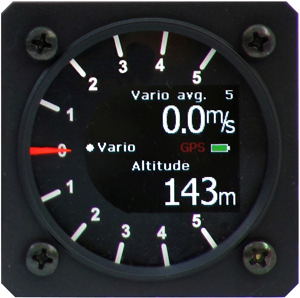 2 3 4 5
1
Vario avg. 5
0.0m/s
0
Vario GPS
Altitude
1
143m
2 3 4 5